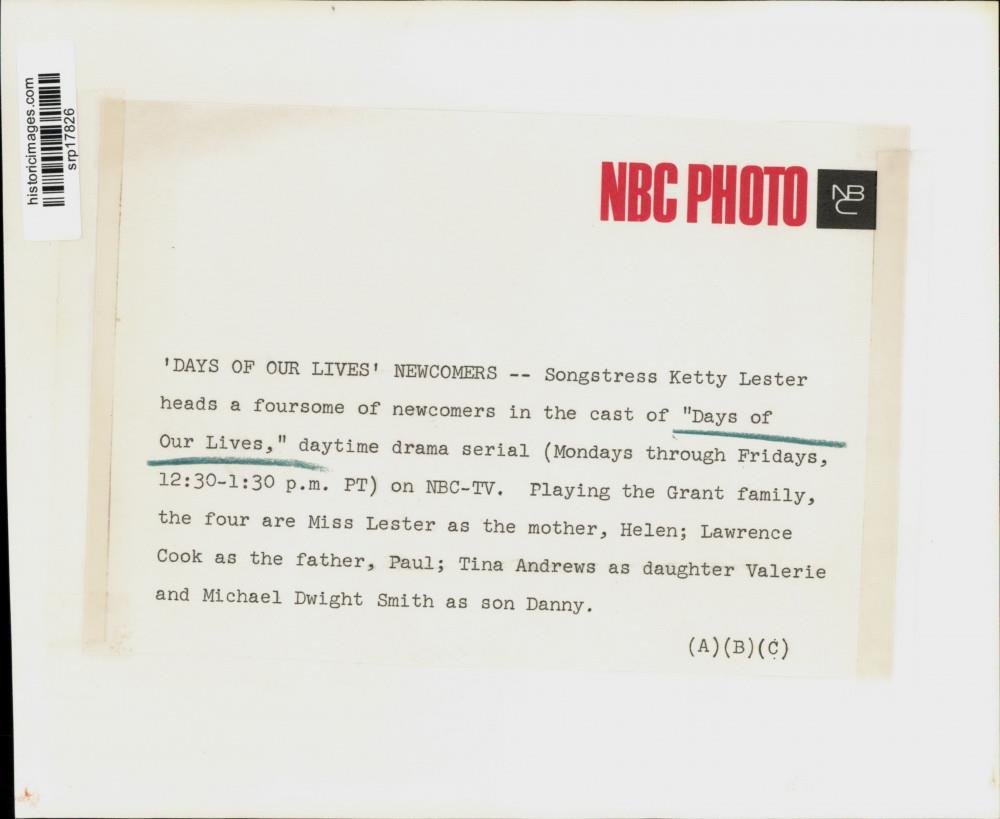 historicimages.com
srp17826
NBC PHOTO NBC
'DAYS OF OUR LIVES' NEWCOMERS -- Songstress Ketty Lester
heads a foursome of newcomers in the cast of "Days of
Our Lives," daytime drama serial (Mondays through Fridays,
12:30-1:30 p.m. PT) on NBC-TV. Playing the Grant family,
the four are Miss Lester as the mother, Helen; Lawrence
Cook as the father, Paul; Tina Andrews as daughter Valerie
and Michael Dwight Smith as son Danny.
(A)(B)(C)